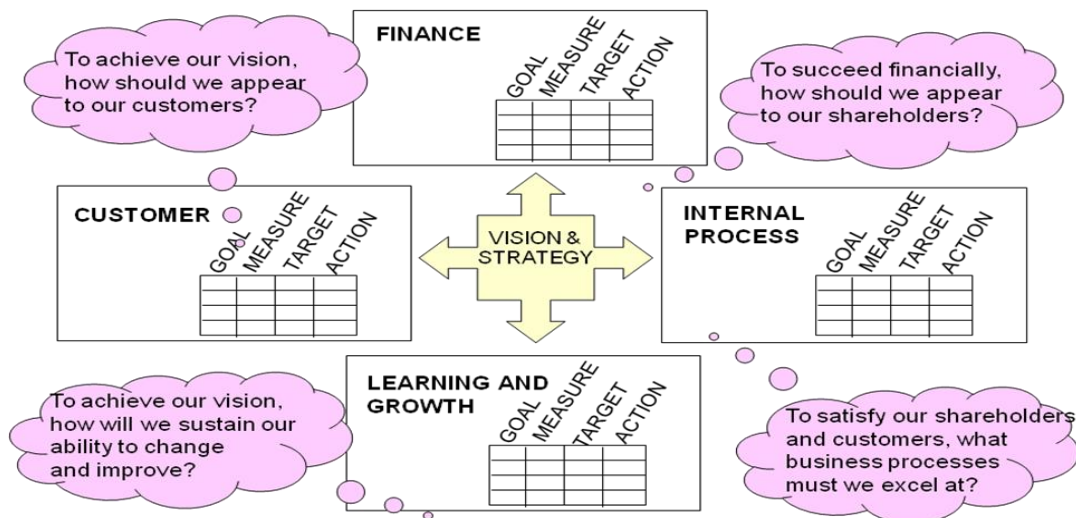 FINANCE
GOAL
MEASURE
TARGET
ACTION
To achieve our vision,
how should we appear
to our customers?
To succeed financially,
how should we appear
to our shareholders?
CUSTOMER
GOAL
MEASURE
TARGET
ACTION
VISION &
STRATEGY
INTERNAL
PROCESS
GOAL
MEASURE
TARGET
ACTION
To achieve our vision,
how will we sustain our
ability to change
and improve?
LEARNING AND
GROWTH
GOAL
MEASURE
TARGET
ACTION
To satisfy our shareholders
and customers, what
business processes
must we excel at?